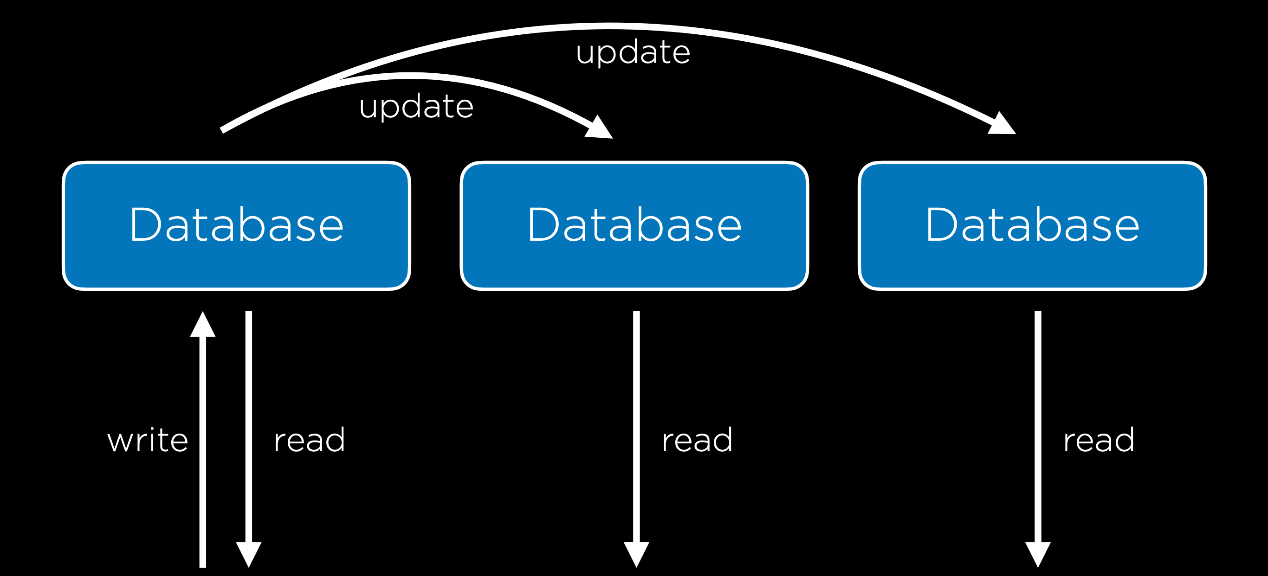 update
update
Database
Database
Database
write
read
read
read